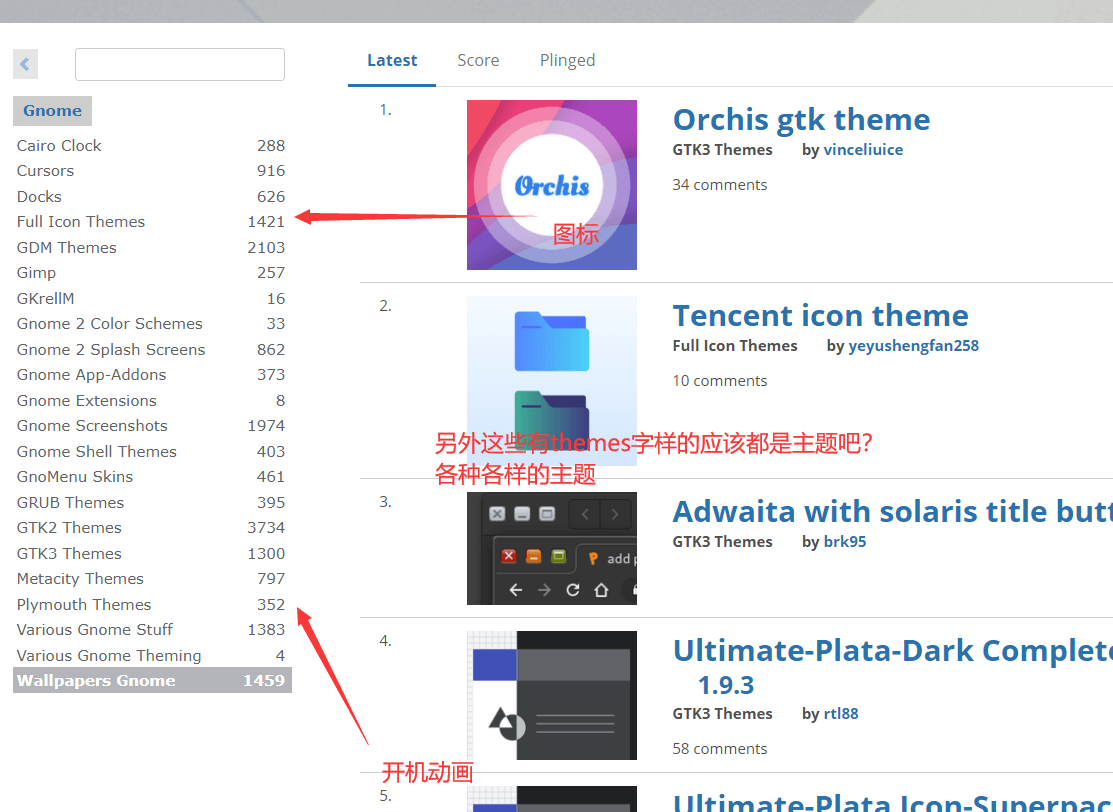 Gnome
Cairo Clock 288
Cursors 916
Docks 626
Full Icon Themes 1421
GDM Themes 2103
Gimp 257
GKrellM 16
Gnome 2 Color Schemes 33
Gnome 2 Splash Screens 862
Gnome App-Addons 373
Gnome Extensions 8
Gnome Screenshots 1974
Gnome Shell Themes 403
GnoMenu Skins 461
GRUB Themes 395
GTK2 Themes 3734
GTK3 Themes 1300
Metacity Themes 797
Plymouth Themes 352
Various Gnome Stuff 1383
Various Gnome Theming 4
Wallpapers Gnome 1459
Latest Score Plinged
1.
Orchis
图标
Orchis gtk theme
GTK3 Themes by vinceliuice
34 comments
2.
Tencent icon theme
Full Icon Themes by yeyushengfan258
10 comments
另外这些有themes字样的应该都是主题吧?
各种各样的主题
3.
add p
Adwaita with solaris title butt
GTK3 Themes by brk95
4.
Ultimate-Plata-Dark Complete
1.9.3
GTK3 Themes by rtl88
58 comments
开机动画
5.
Ultimate-Plata Icon-Superpac